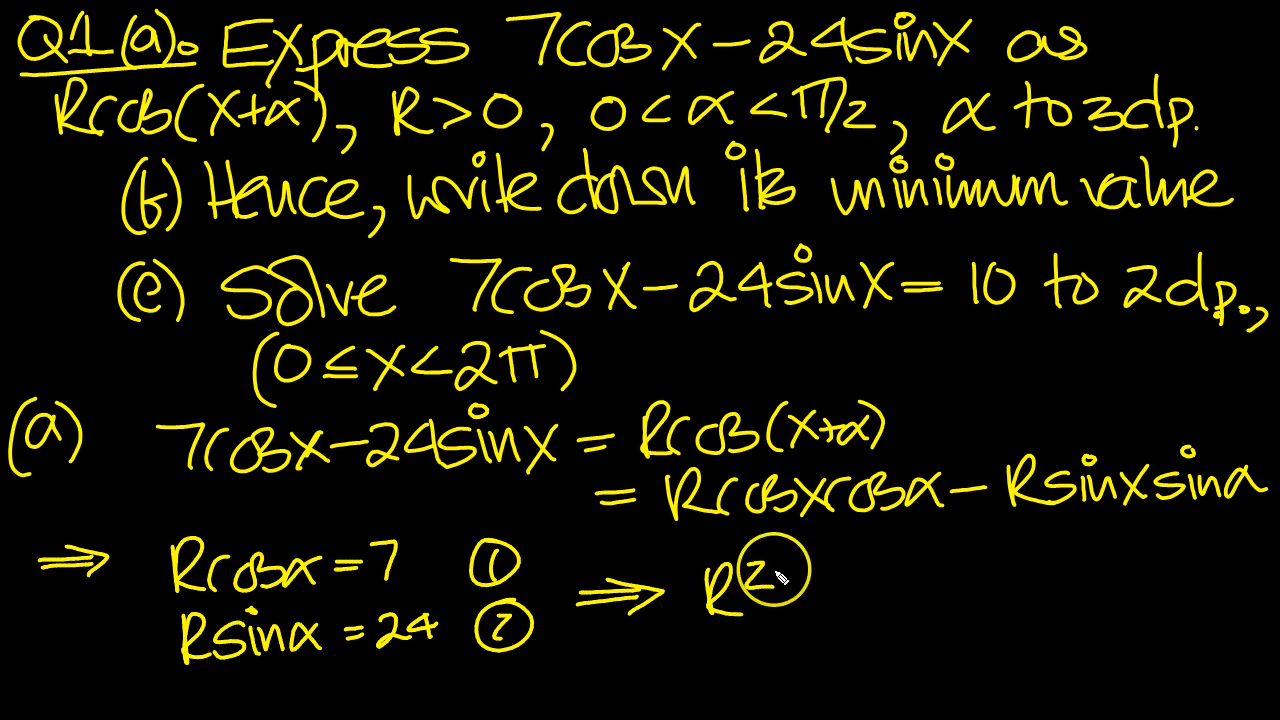 Q1(a). Express 7cosx - 24sinx as
Rcos(x+α), R>0, 0<α<π/2, α to 3dp.
(b) Hence, write down its minimum value
(c) Solve 7cosx - 24sinx = 10 to 2dp.,
(0≤x<2π)
(a) 7cosx - 24sinx = Rcos(x+α)
= Rcosxcosα - Rsinxsinα
⇒ Rcosα = 7 ①
Rsinα = 24 ② ⇒ R²